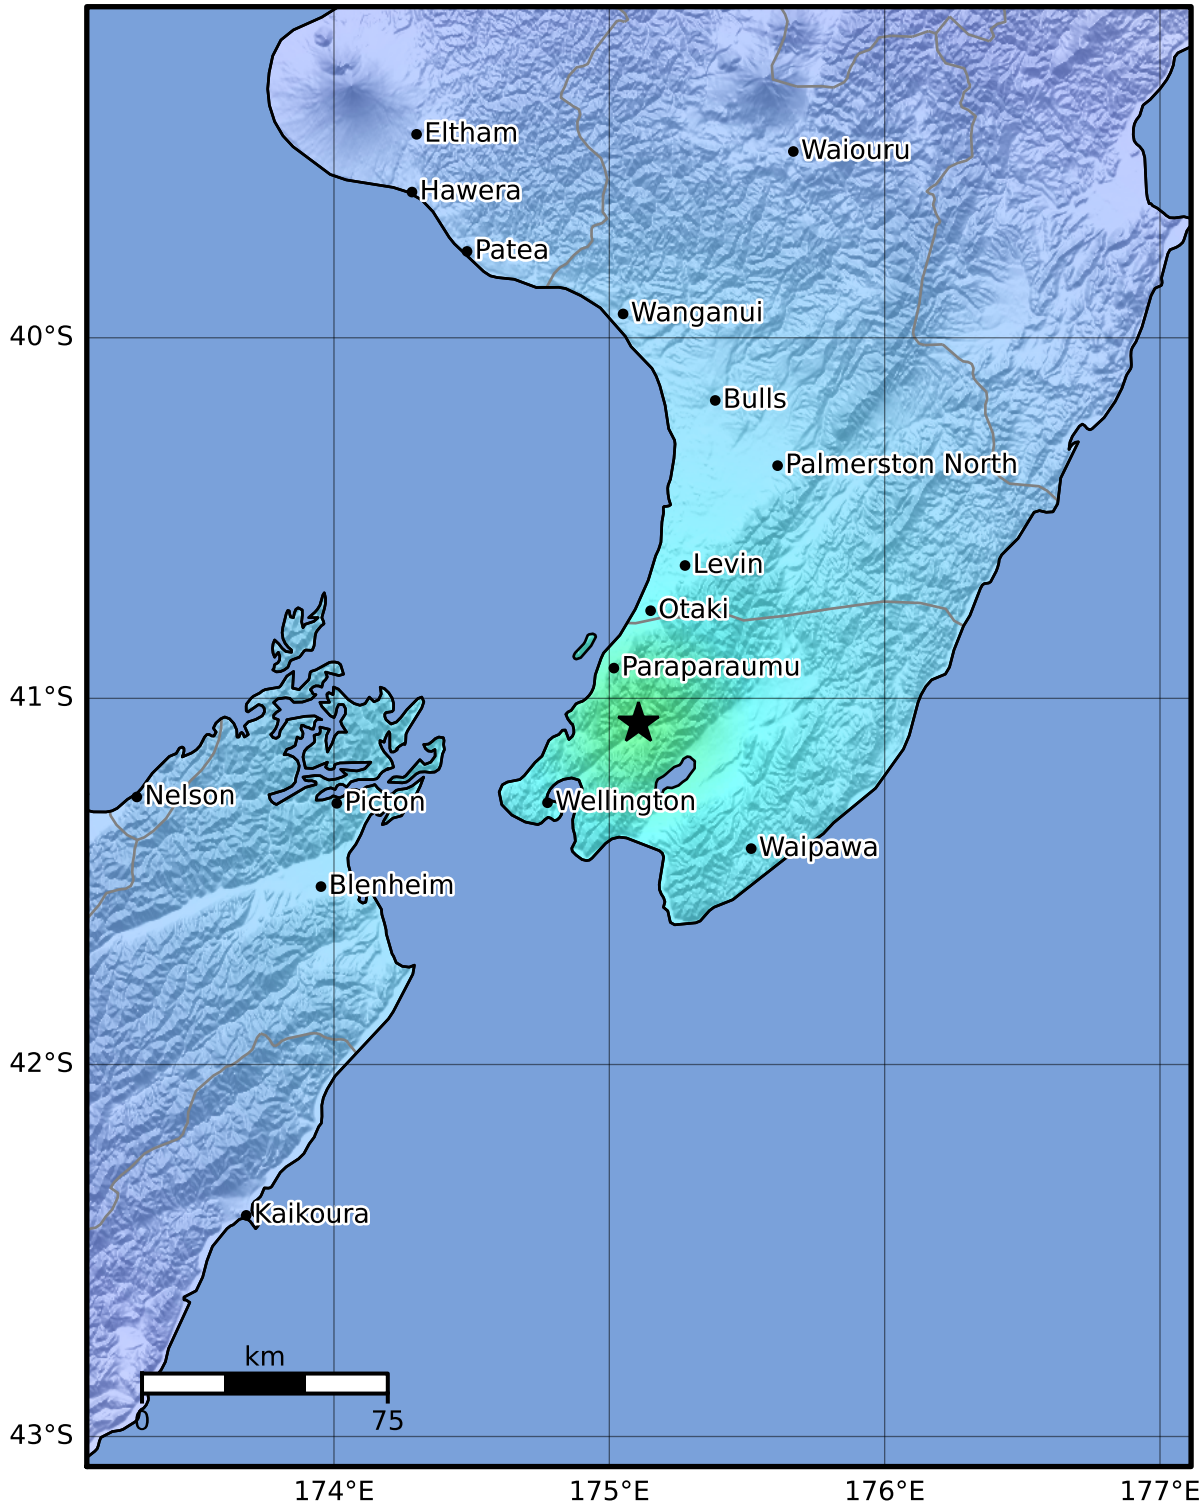 Eltham
Waiouru
Hawera
Patea
Wanganui
40°S
Bulls
Palmerston North
Levin
Otaki
Paraparaumu
41°S
Nelson
Picton
Wellington
Waipawa
Blenheim
42°S
Kaikoura
km
0 75
43°S
174°E 175°E 176°E 177°E